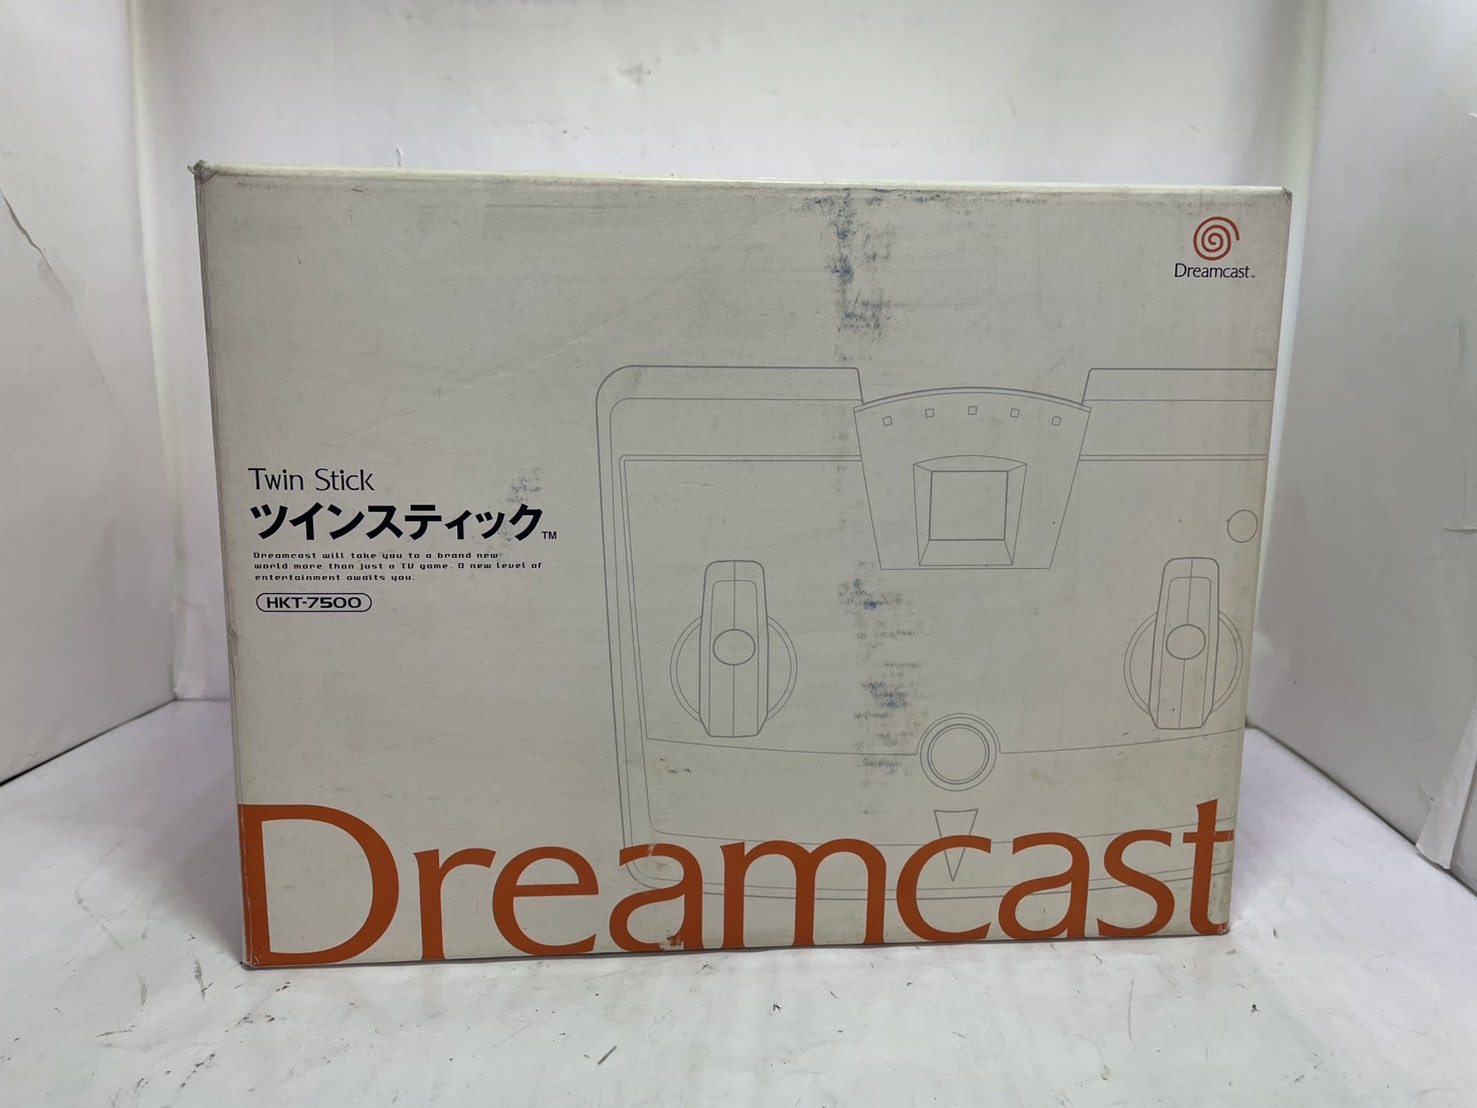 Dreamcast™
Twin Stick
ツインスティック™
Dreamcast will take you to a brand new
world more than just a TV game. A new level of
entertainment awaits you.
HKT-7500
Dreamcast